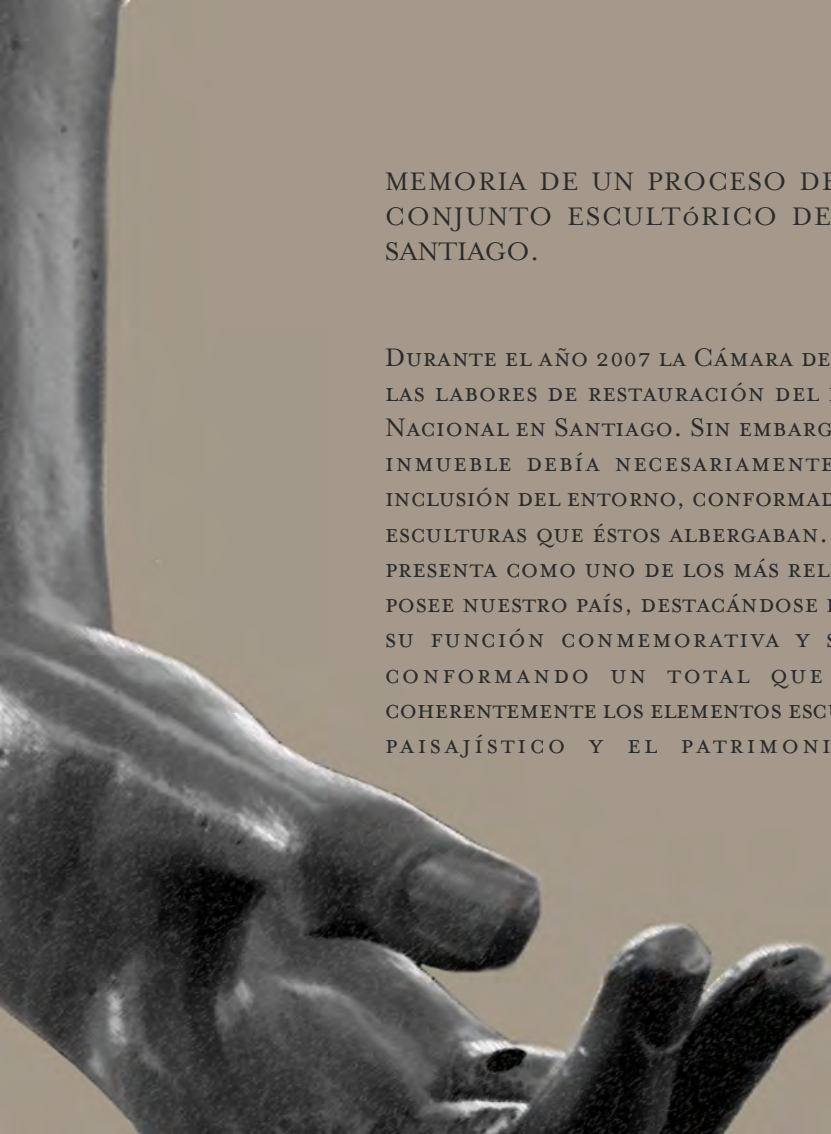 MEMORIA DE UN PROCESO DE
CONJUNTO ESCULTóRICO DE
SANTIAGO.
Durante el año 2007 la Cámara de
las labores de restauración del
Nacional en Santiago. Sin embarg
inmueble debía necesariamente
inclusión del entorno, conformad
esculturas que éstos albergaban.
presenta como uno de los más rel
posee nuestro país, destacándose
su función conmemorativa y s
conformando un total que
coherentemente los elementos escu
paisajístico y el patrimoni